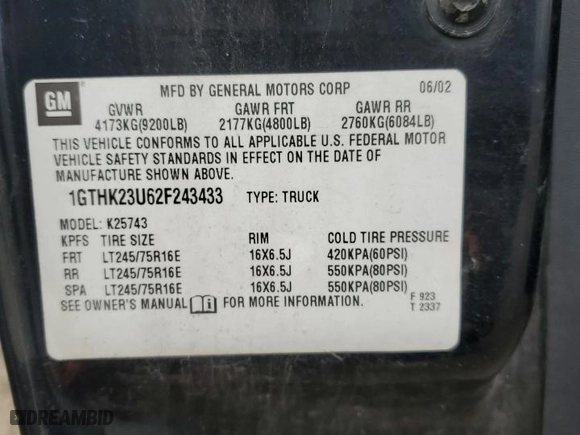 GM MFD BY GENERAL MOTORS CORP 06/02
GVWR GAWR FRT GAWR RR
4173KG(9200LB) 2177KG(4800LB) 2760KG(6084LB)
THIS VEHICLE CONFORMS TO ALL APPLICABLE U.S. FEDERAL MOTOR
VEHICLE SAFETY STANDARDS IN EFFECT ON THE DATE OF
MANUFACTURE SHOWN ABOVE.
1GTHK23U62F243433 TYPE: TRUCK
MODEL: K25743
KPFS TIRE SIZE RIM COLD TIRE PRESSURE
FRT LT245/75R16E 16X6.5J 420KPA(60PSI)
RR LT245/75R16E 16X6.5J 550KPA(80PSI)
SPA LT245/75R16E 16X6.5J 550KPA(80PSI)
SEE OWNER'S MANUAL FOR MORE INFORMATION.
F 923
T 2337
DREAMBID